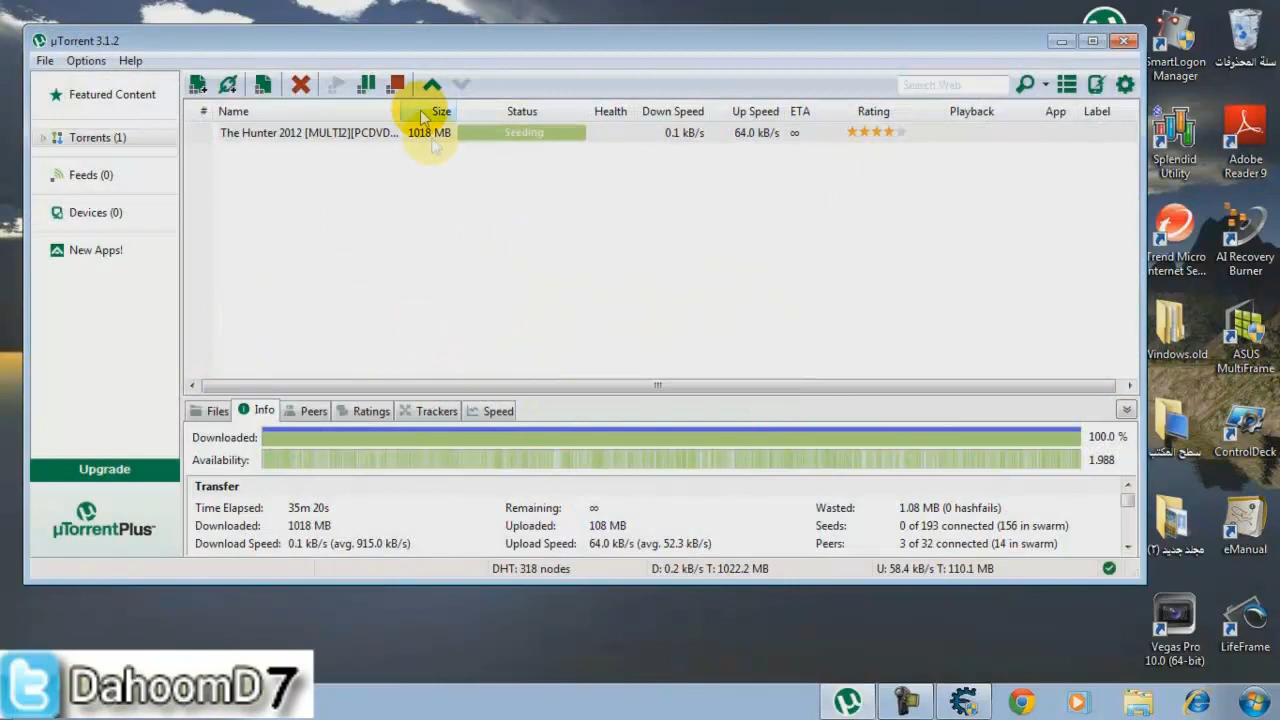 µTorrent 3.1.2
File Options Help
Search Web
Featured Content
Torrents (1)
Feeds (0)
Devices (0)
New Apps!
Upgrade
µTorrentPlus
# Name Size Status Health Down Speed Up Speed ETA Rating Playback App Label
The Hunter 2012 [MULTI2][PCDVD... 1018 MB Seeding 0.1 kB/s 64.0 kB/s ∞
Files Info Peers Ratings Trackers Speed
Downloaded: 100.0 %
Availability: 1.988
Transfer
Time Elapsed: 35m 20s Remaining: ∞ Wasted: 1.08 MB (0 hashfails)
Downloaded: 1018 MB Uploaded: 108 MB Seeds: 0 of 193 connected (156 in swarm)
Download Speed: 0.1 kB/s (avg. 915.0 kB/s) Upload Speed: 64.0 kB/s (avg. 52.3 kB/s) Peers: 3 of 32 connected (14 in swarm)
DHT: 318 nodes D: 0.2 kB/s T: 1022.2 MB U: 58.4 kB/s T: 110.1 MB
SmartLogon
Manager
سلة المحذوفات
Splendid
Utility
Adobe
Reader 9
Trend Micro
Internet Se...
AI Recovery
Burner
Windows.old
ASUS
MultiFrame
سطح المكتب
ControlDeck
مجلد جديد (٢)
eManual
Vegas Pro
10.0 (64-bit)
LifeFrame
DahoomD7